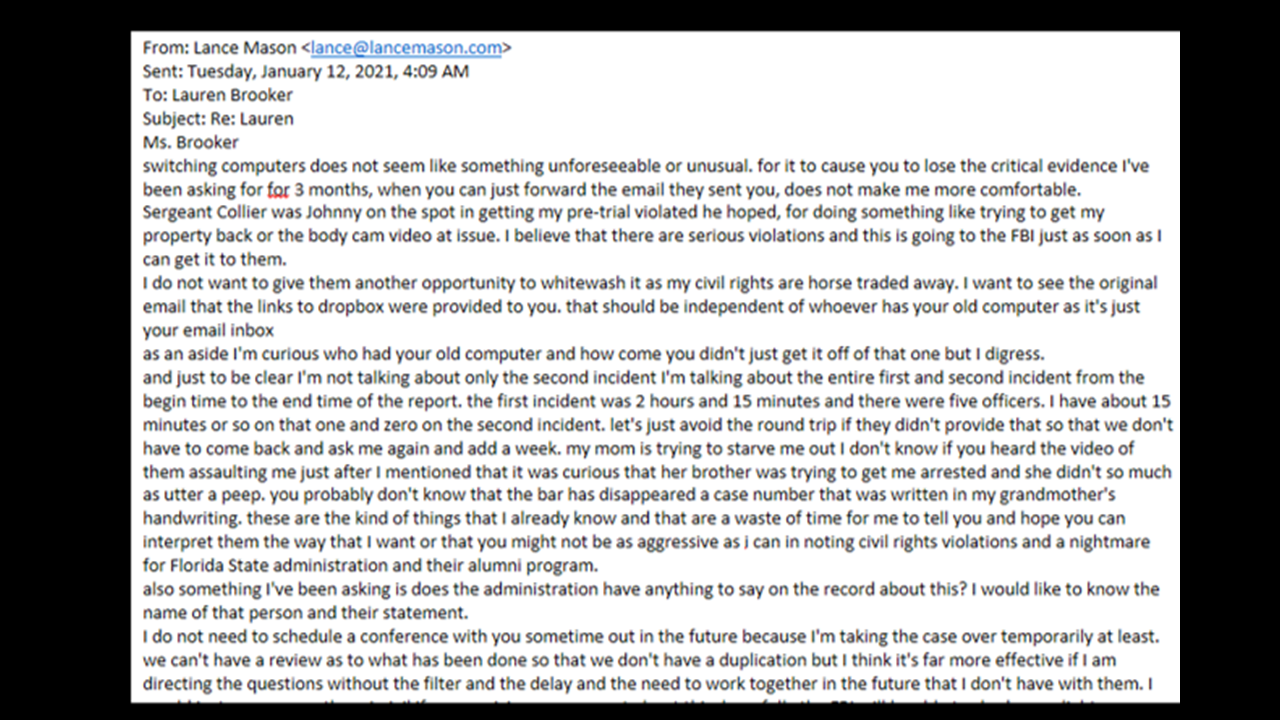 From: Lance Mason <lance@lancemason.com>
Sent: Tuesday, January 12, 2021, 4:09 AM
To: Lauren Brooker
Subject: Re: Lauren
Ms. Brooker
switching computers does not seem like something unforeseeable or unusual. for it to cause you to lose the critical evidence I've
been asking for for 3 months, when you can just forward the email they sent you, does not make me more comfortable.
Sergeant Collier was Johnny on the spot in getting my pre-trial violated he hoped, for doing something like trying to get my
property back or the body cam video at issue. I believe that there are serious violations and this is going to the FBI just as soon as I
can get it to them.
I do not want to give them another opportunity to whitewash it as my civil rights are horse traded away. I want to see the original
email that the links to dropbox were provided to you. that should be independent of whoever has your old computer as it's just
your email inbox
as an aside I'm curious who had your old computer and how come you didn't just get it off of that one but I digress.
and just to be clear I'm not talking about only the second incident I'm talking about the entire first and second incident from the
begin time to the end time of the report. the first incident was 2 hours and 15 minutes and there were five officers. I have about 15
minutes or so on that one and zero on the second incident. let's just avoid the round trip if they didn't provide that so that we don't
have to come back and ask me again and add a week. my mom is trying to starve me out I don't know if you heard the video of
them assaulting me just after I mentioned that it was curious that her brother was trying to get me arrested and she didn't so much
as utter a peep. you probably don't know that the bar has disappeared a case number that was written in my grandmother's
handwriting. these are the kind of things that I already know and that are a waste of time for me to tell you and hope you can
interpret them the way that I want or that you might not be as aggressive as j can in noting civil rights violations and a nightmare
for Florida State administration and their alumni program.
also something I've been asking is does the administration have anything to say on the record about this? I would like to know the
name of that person and their statement.
I do not need to schedule a conference with you sometime out in the future because I'm taking the case over temporarily at least.
we can't have a review as to what has been done so that we don't have a duplication but I think it's far more effective if I am
directing the questions without the filter and the delay and the need to work together in the future that I don't have with them. I